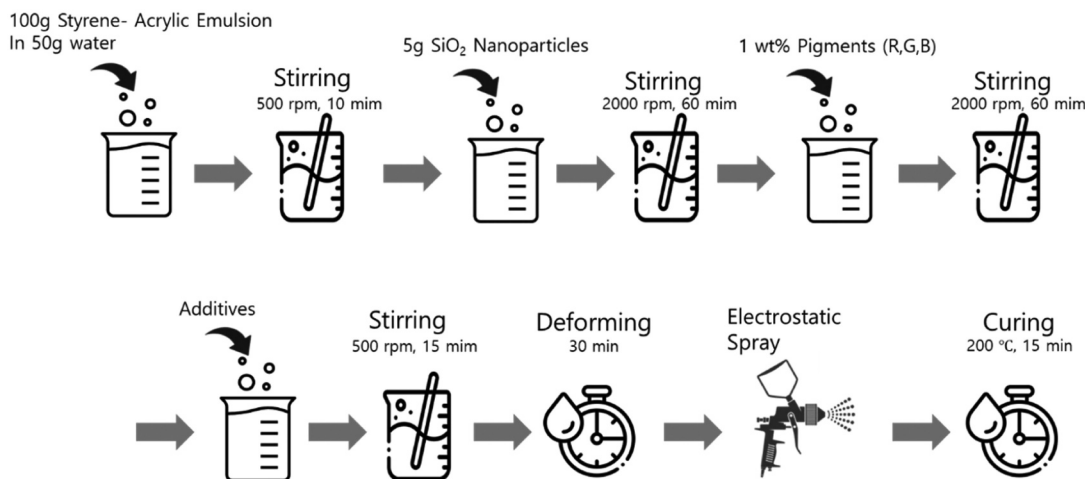 100g Styrene- Acrylic Emulsion
In 50g water
Stirring
500 rpm, 10 mim
5g SiO₂ Nanoparticles
Stirring
2000 rpm, 60 mim
1 wt% Pigments (R,G,B)
Stirring
2000 rpm, 60 mim
Additives
Stirring
500 rpm, 15 mim
Deforming
30 min
Electrostatic
Spray
Curing
200 ℃, 15 min